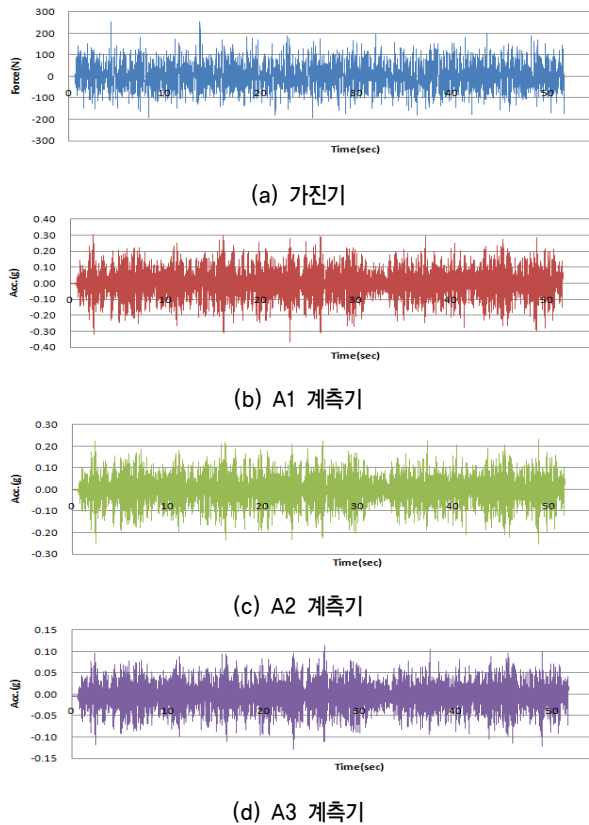 300
200
100
0
-100
-200
-300
Force(N)
0 10 20 30 40 50
Time(sec)
(a) 가진기
0.40
0.30
0.20
0.10
0.00
-0.10
-0.20
-0.30
-0.40
Acc.(g)
0 10 20 30 40 50
Time(sec)
(b) A1 계측기
0.30
0.20
0.10
0.00
-0.10
-0.20
-0.30
Acc.(g)
0 10 20 30 40 50
Time(sec)
(c) A2 계측기
0.15
0.10
0.05
0.00
-0.05
-0.10
-0.15
Acc.(g)
0 10 20 30 40 50
Time(sec)
(d) A3 계측기